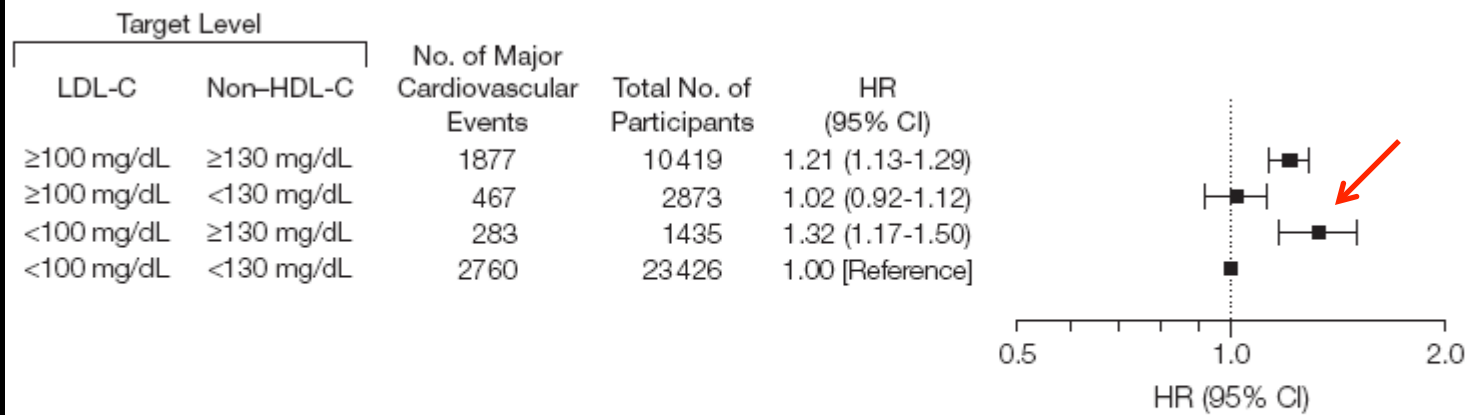 Target Level
No. of Major
LDL-C Non–HDL-C Cardiovascular Total No. of HR
Events Participants (95% CI)
≥100 mg/dL ≥130 mg/dL 1877 10419 1.21 (1.13-1.29)
≥100 mg/dL <130 mg/dL 467 2873 1.02 (0.92-1.12)
<100 mg/dL ≥130 mg/dL 283 1435 1.32 (1.17-1.50)
<100 mg/dL <130 mg/dL 2760 23426 1.00 [Reference]
0.5 1.0 2.0
HR (95% CI)